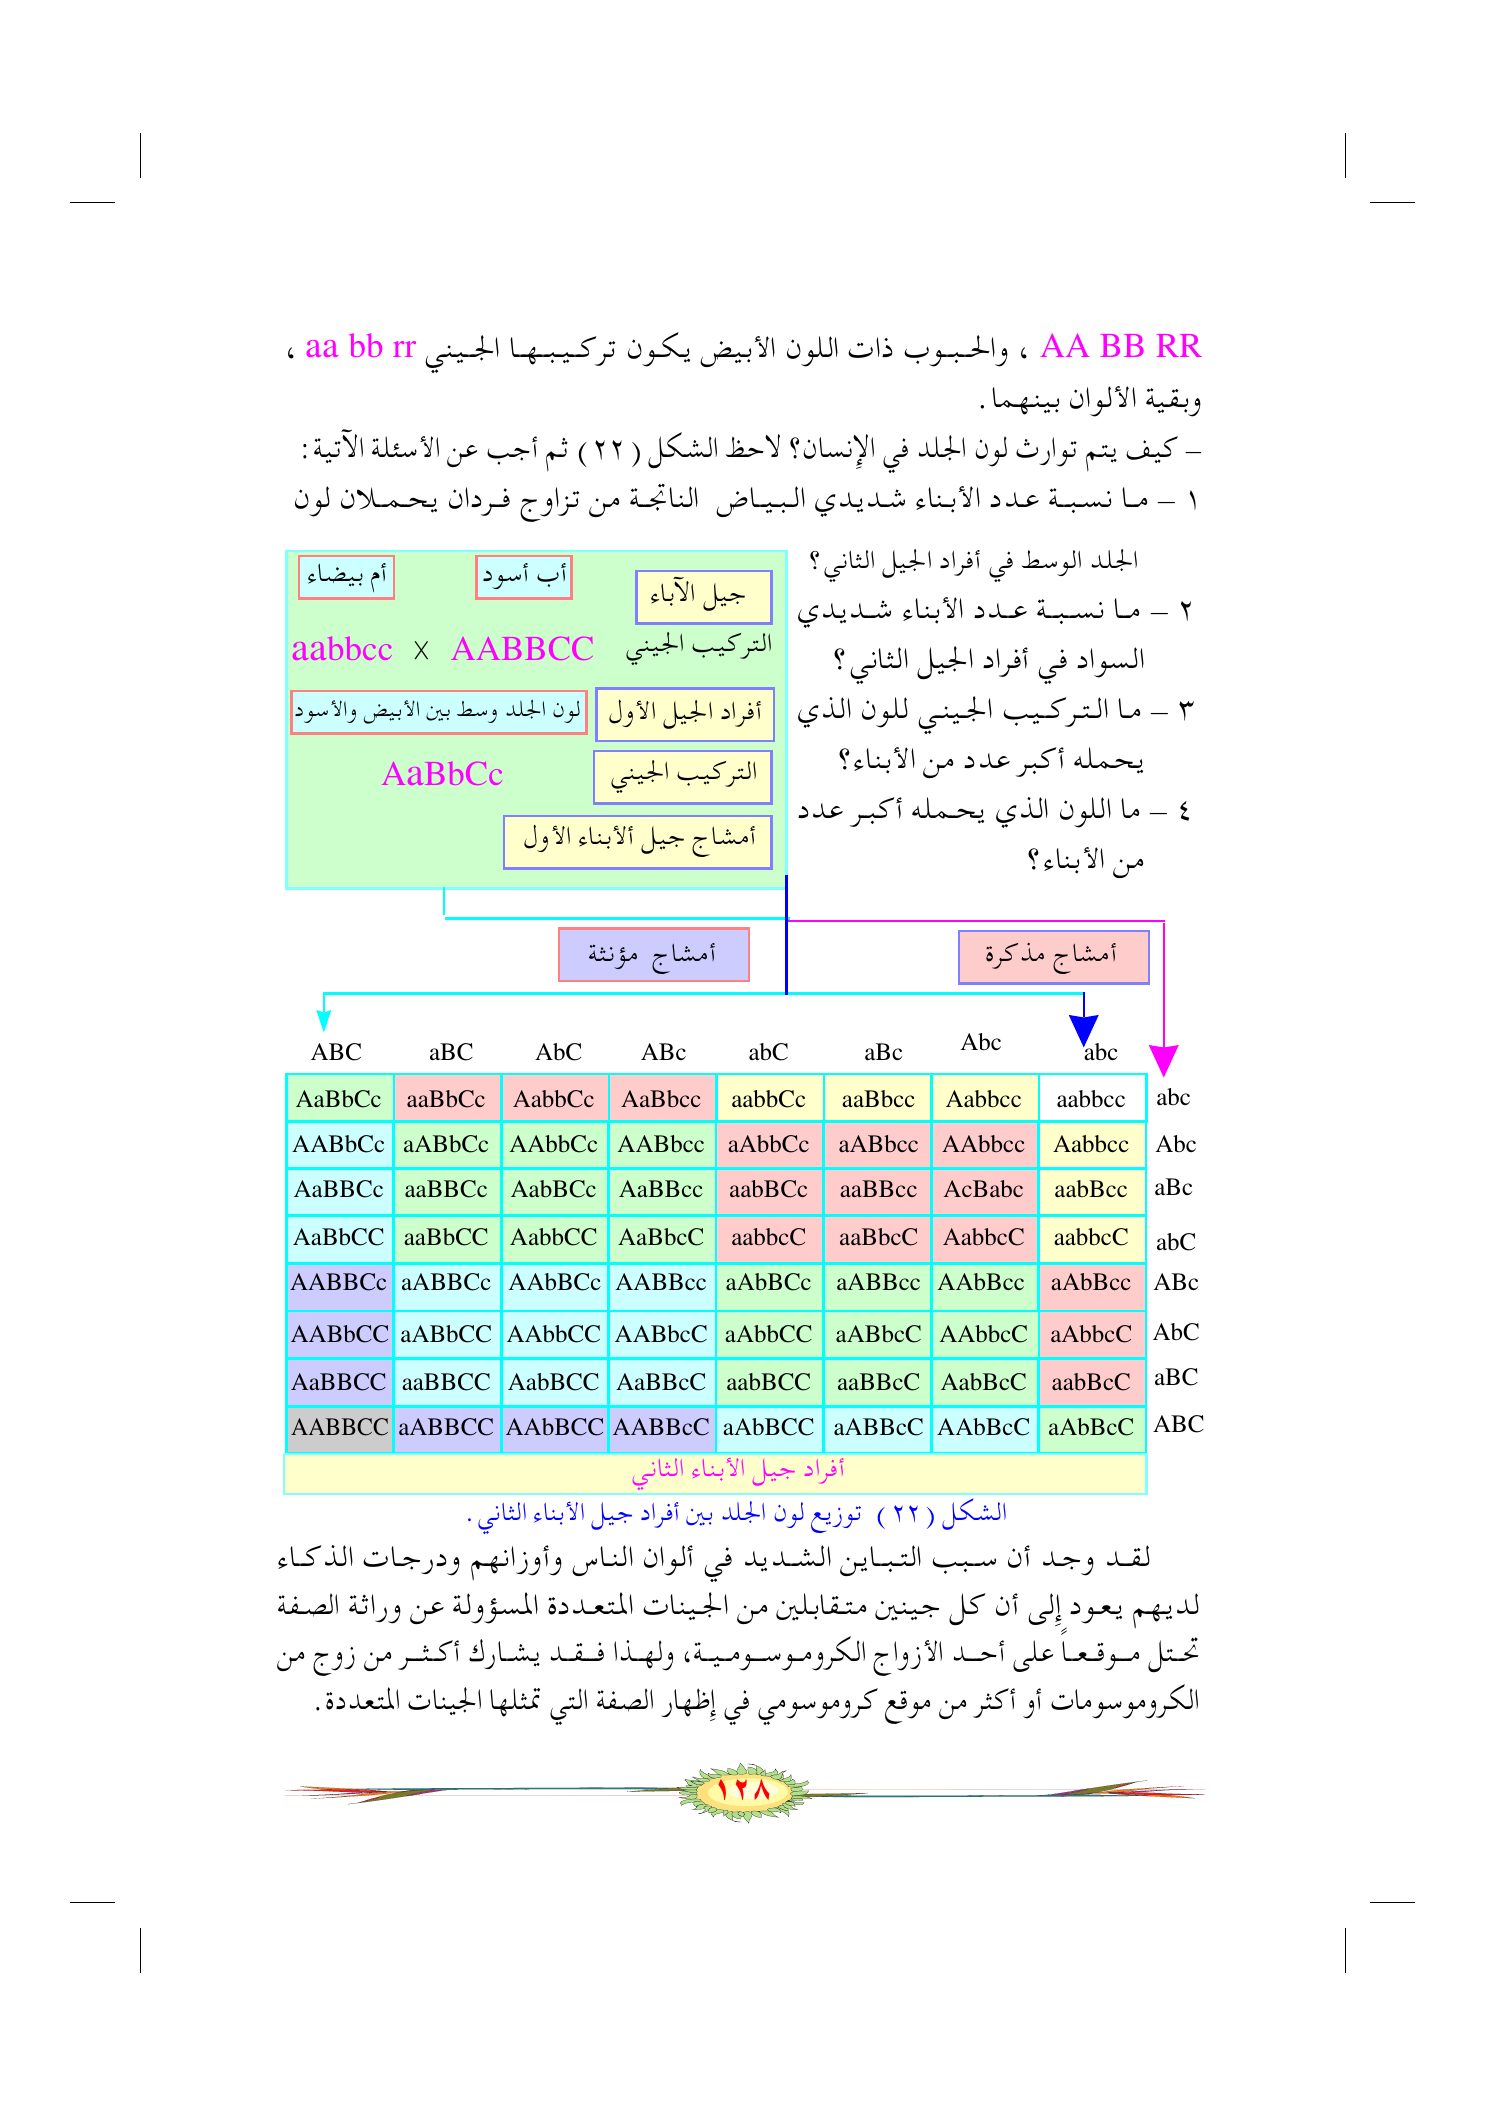 AA BB RR ، والحبوب ذات اللون الأبيض يكون تركيبها الجيني aa bb rr ،
وبقية الألوان بينهما .
– كيف يتم توارث لون الجلد في الإنسان؟ لاحظ الشكل ( ٢٢ ) ثم أجب عن الأسئلة الآتية :
١ – ما نسبة عدد الأبناء شديدي البياض الناتجة من تزاوج فردان يحملان لون
الجلد الوسط في أفراد الجيل الثاني؟
٢ – ما نسبة عدد الأبناء شديدي
السواد في أفراد الجيل الثاني؟
٣ – ما التركيب الجيني للون الذي
يحمله أكبر عدد من الأبناء؟
٤ – ما اللون الذي يحمله أكبر عدد
من الأبناء؟
جيل الآباء أب أسود أم بيضاء
التركيب الجيني AABBCC X aabbcc
أفراد الجيل الأول لون الجلد وسط بين الأبيض والأسود
التركيب الجيني AaBbCc
أمشاج جيل ألأبناء الأول
أمشاج مذكرة أمشاج مؤنثة
ABC aBC AbC ABc abC aBc Abc abc
AaBbCc aaBbCc AabbCc AaBbcc aabbCc aaBbcc Aabbcc aabbcc abc
AABbCc aABbCc AAbbCc AABbcc aAbbCc aABbcc AAbbcc Aabbcc Abc
AaBBCc aaBBCc AabBCc AaBBcc aabBCc aaBBcc AcBabc aabBcc aBc
AaBbCC aaBbCC AabbCC AaBbcC aabbcC aaBbcC AabbcC aabbcC abC
AABBCc aABBCc AAbBCc AABBcc aAbBCc aABBcc AAbBcc aAbBcc ABc
AABbCC aABbCC AAbbCC AABbcC aAbbCC aABbcC AAbbcC aAbbcC AbC
AaBBCC aaBBCC AabBCC AaBBcC aabBCC aaBBcC AabBcC aabBcC aBC
AABBCC aABBCC AAbBCC AABBcC aAbBCC aABBcC AAbBcC aAbBcC ABC
أفراد جيل الأبناء الثاني
الشكل ( ٢٢ ) توزيع لون الجلد بين أفراد جيل الأبناء الثاني .
لقد وجد أن سبب التباين الشديد في ألوان الناس وأوزانهم ودرجات الذكاء
لديهم يعود إلى أن كل جينين متقابلين من الجينات المتعددة المسؤولة عن وراثة الصفة
تحتل موقعاً على أحد الأزواج الكروموسومية، ولهذا فقد يشارك أكثر من زوج من
الكروموسومات أو أكثر من موقع كروموسومي في إظهار الصفة التي تمثلها الجينات المتعددة .
١٢٨